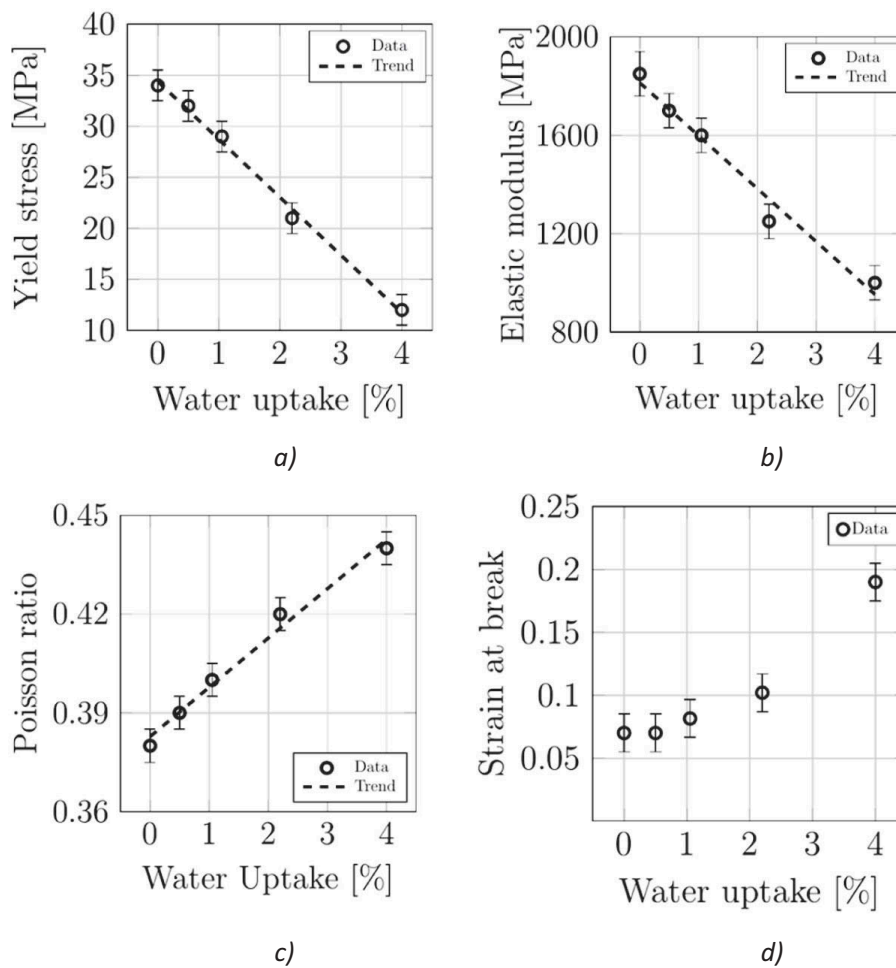 Yield stress [MPa]
40
35
30
25
20
15
10
Data
Trend
0 1 2 3 4
Water uptake [%]
a)
Elastic modulus [MPa]
2000
1600
1200
800
Data
Trend
0 1 2 3 4
Water uptake [%]
b)
Poisson ratio
0.45
0.42
0.39
0.36
Data
Trend
0 1 2 3 4
Water Uptake [%]
c)
Strain at break
0.25
0.2
0.15
0.1
0.05
Data
0 1 2 3 4
Water uptake [%]
d)